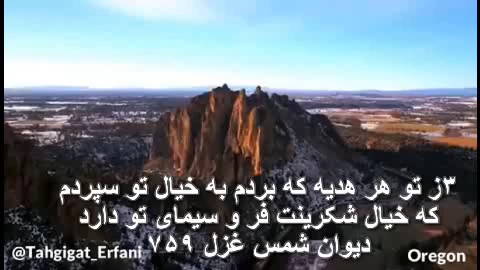 ۳ز تو هر هدیه که بردم به خیال تو سپردم
که خیال شکرینت فر و سیمای تو دارد
دیوان شمس غزل ۷۵۹
@Tahgigat_Erfani
Oregon